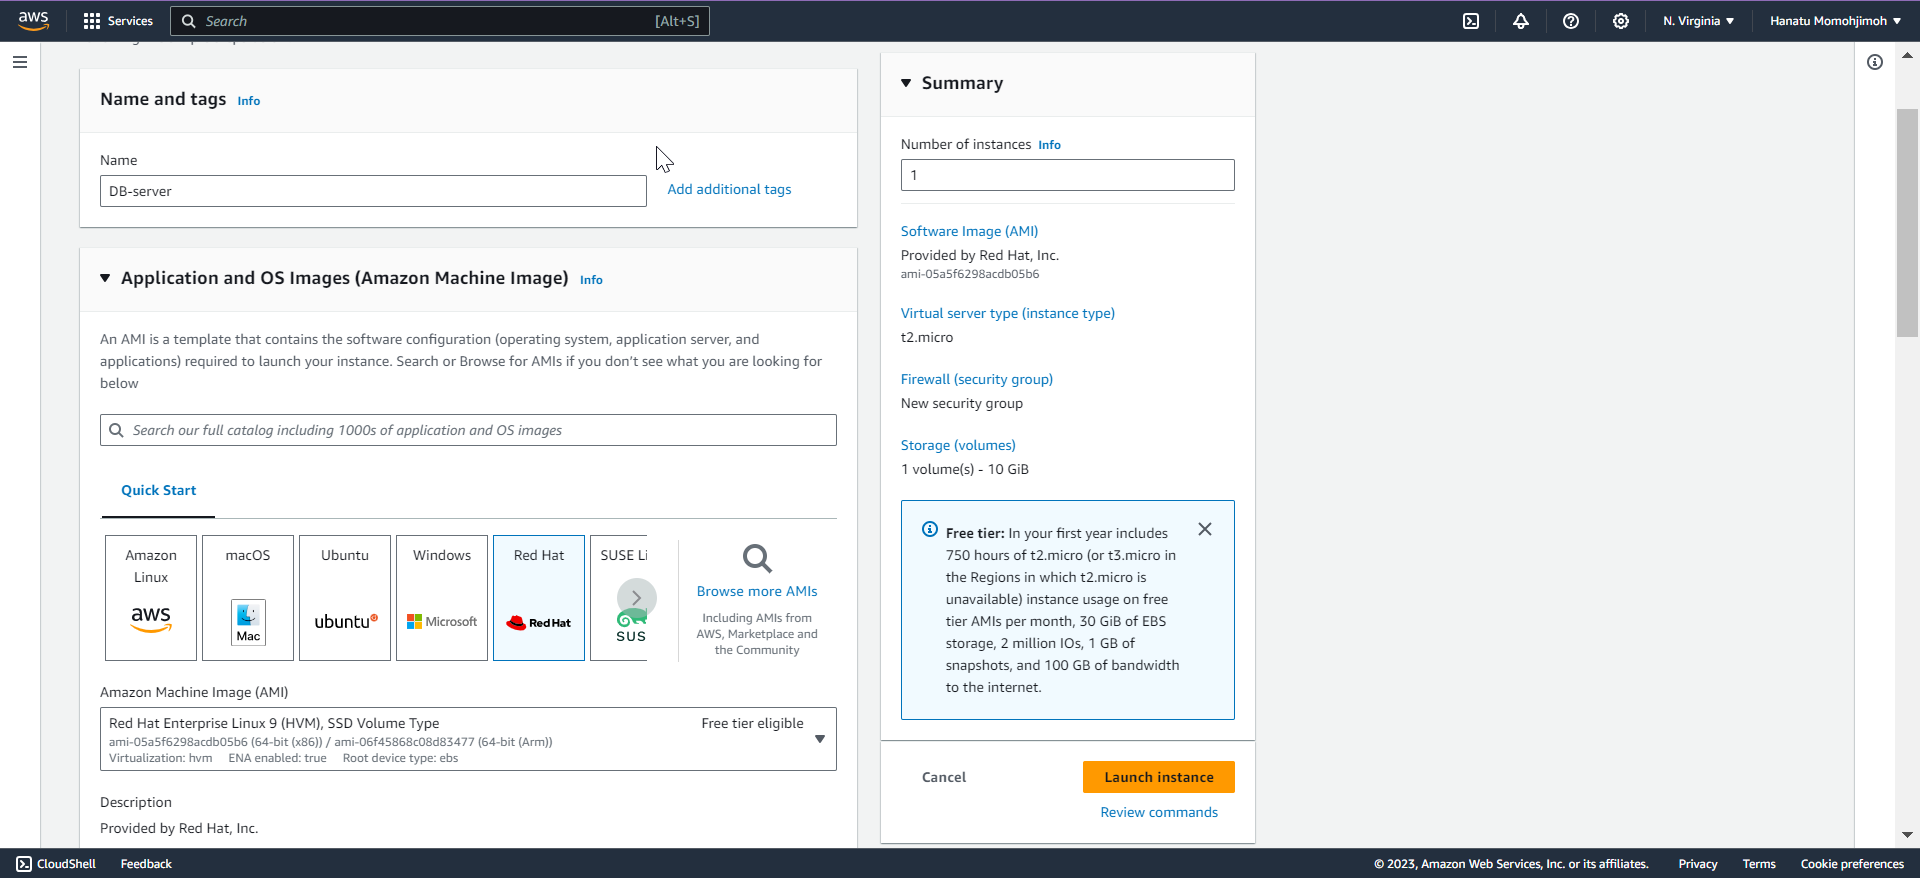 aws
Services
Search [Alt+S]
N. Virginia
Hanatu Momohjimoh
Name and tags Info
Name
DB-server
Add additional tags
Application and OS Images (Amazon Machine Image) Info
An AMI is a template that contains the software configuration (operating system, application server, and
applications) required to launch your instance. Search or Browse for AMIs if you don’t see what you are looking for
below
Search our full catalog including 1000s of application and OS images
Quick Start
Amazon
Linux
aws
macOS
Mac
Ubuntu
ubuntu
Windows
Microsoft
Red Hat
Red Hat
SUSE Li
SUS
Browse more AMIs
Including AMIs from
AWS, Marketplace and
the Community
Amazon Machine Image (AMI)
Red Hat Enterprise Linux 9 (HVM), SSD Volume Type
Free tier eligible
ami-05a5f6298acdb05b6 (64-bit (x86)) / ami-06f45868c08d83477 (64-bit (Arm))
Virtualization: hvm ENA enabled: true Root device type: ebs
Description
Provided by Red Hat, Inc.
Summary
Number of instances Info
1
Software Image (AMI)
Provided by Red Hat, Inc.
ami-05a5f6298acdb05b6
Virtual server type (instance type)
t2.micro
Firewall (security group)
New security group
Storage (volumes)
1 volume(s) - 10 GiB
Free tier: In your first year includes
750 hours of t2.micro (or t3.micro in
the Regions in which t2.micro is
unavailable) instance usage on free
tier AMIs per month, 30 GiB of EBS
storage, 2 million IOs, 1 GB of
snapshots, and 100 GB of bandwidth
to the internet.
Cancel
Launch instance
Review commands
CloudShell
Feedback
© 2023, Amazon Web Services, Inc. or its affiliates.
Privacy
Terms
Cookie preferences